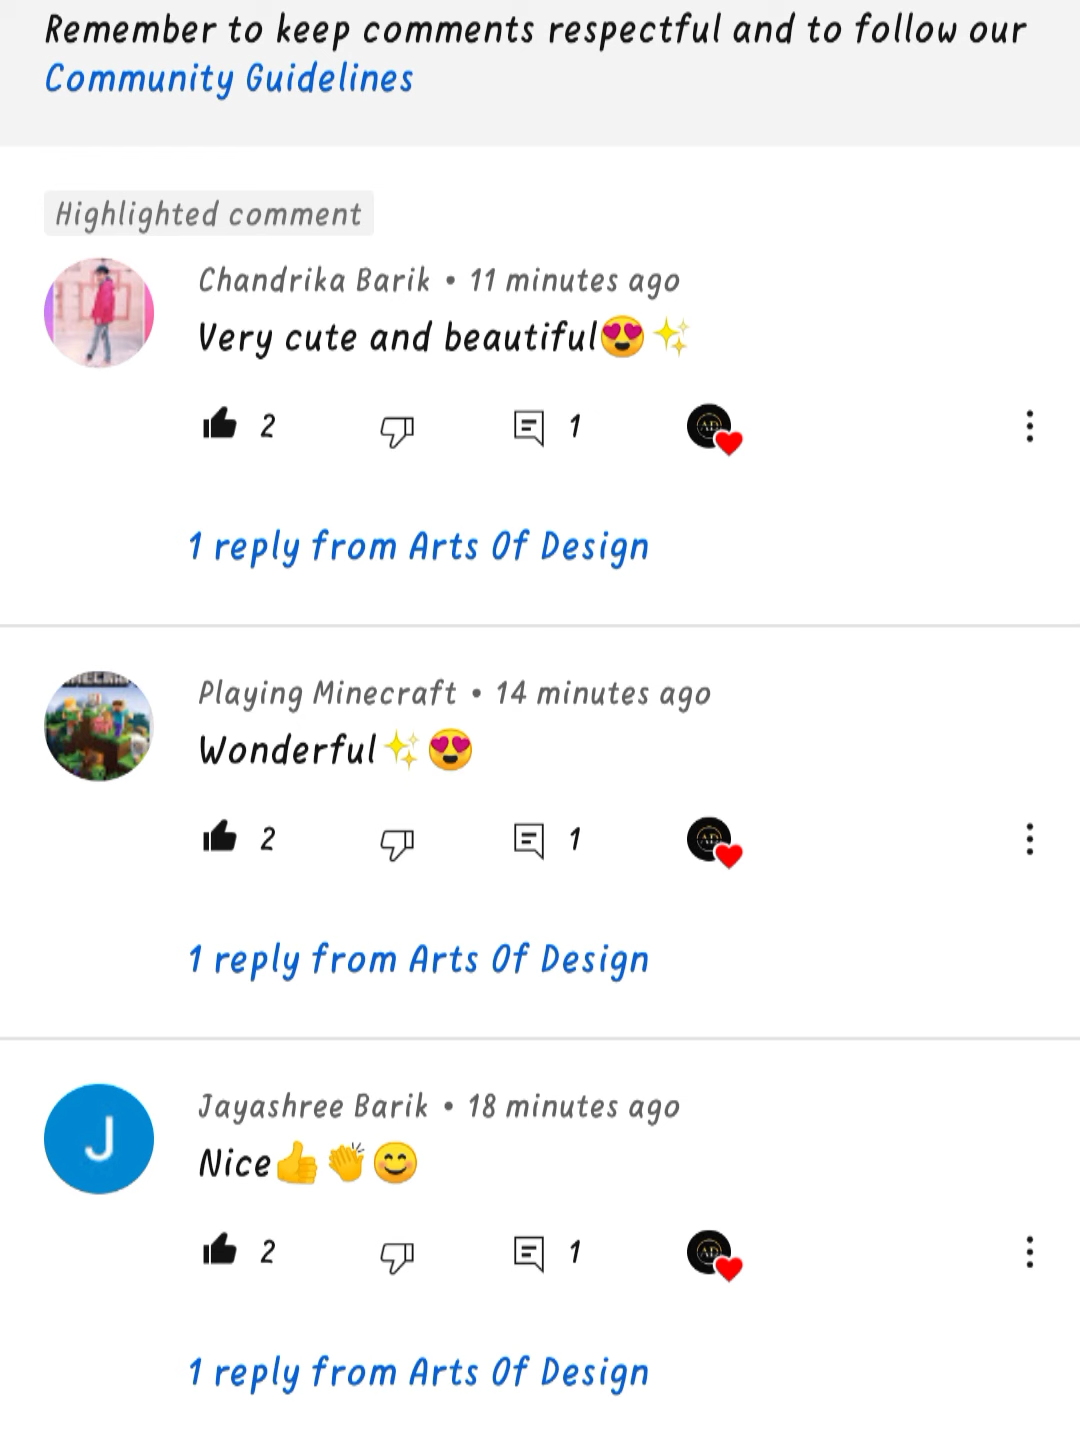 Remember to keep comments respectful and to follow our
Community Guidelines
Highlighted comment
Chandrika Barik • 11 minutes ago
Very cute and beautiful😍✨
2
1
1 reply from Arts Of Design
Playing Minecraft • 14 minutes ago
Wonderful✨😍
2
1
1 reply from Arts Of Design
J
Jayashree Barik • 18 minutes ago
Nice👍👏😊
2
1
1 reply from Arts Of Design